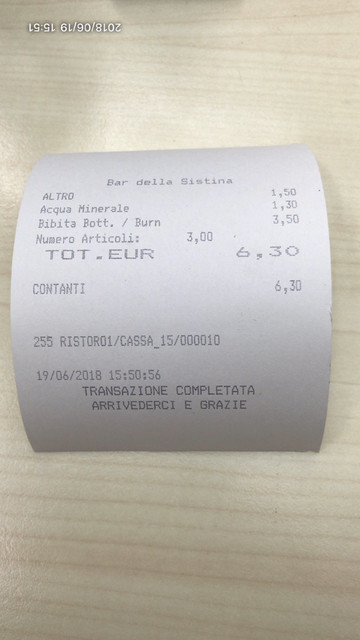 2018/06/19 15:51
Bar della Sistina
ALTRO 1,50
Acqua Minerale 1,30
Bibita Bott. / Burn 3,50
Numero Articoli: 3,00
TOT.EUR 6,30
CONTANTI 6,30
255 RISTORO1/CASSA_15/000010
19/06/2018 15:50:56
TRANSAZIONE COMPLETATA
ARRIVEDERCI E GRAZIE